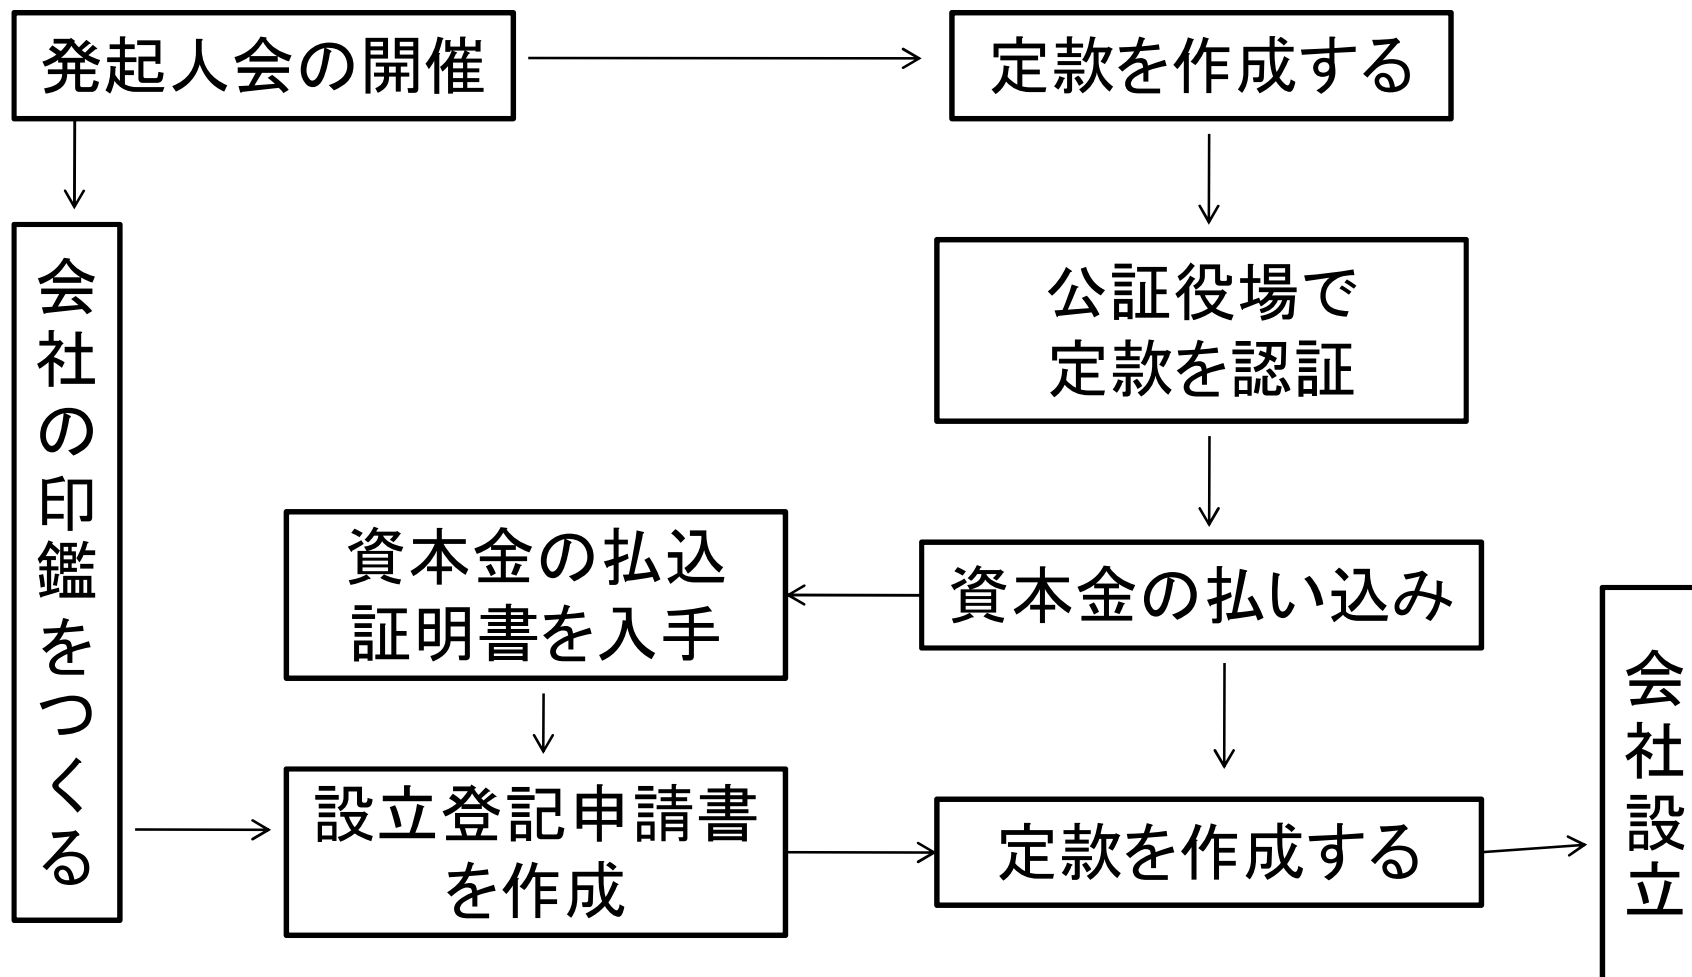 発起人会の開催
定款を作成する
会社の印鑑をつくる
公証役場で
定款を認証
資本金の払込
証明書を入手
資本金の払い込み
設立登記申請書
を作成
定款を作成する
会社設立